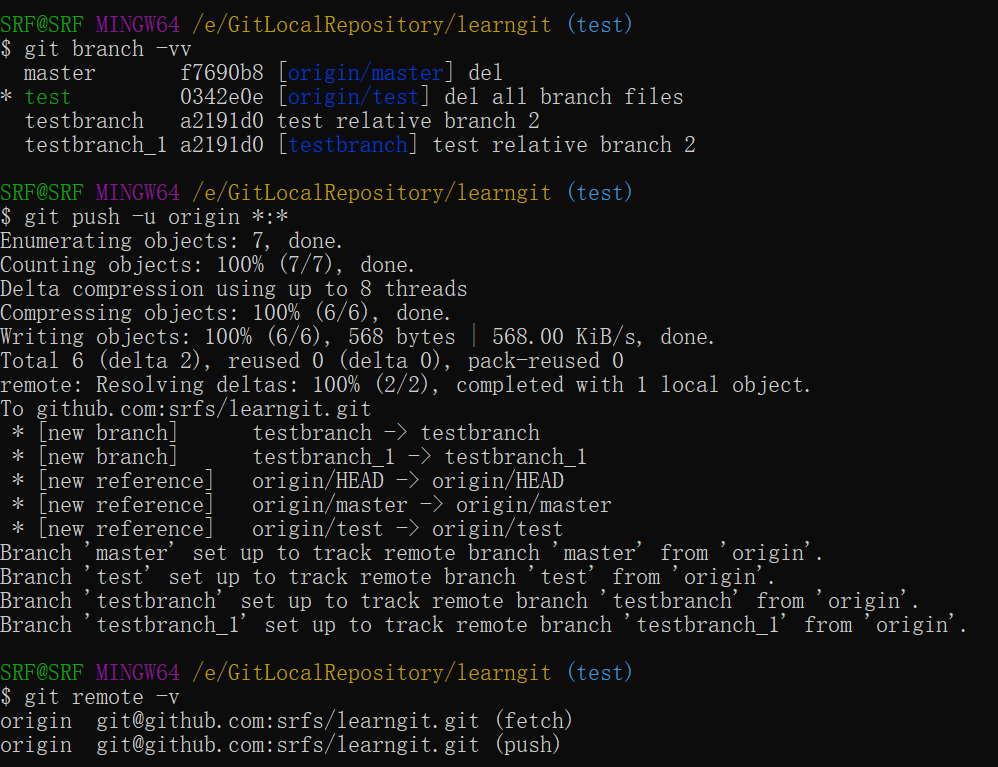 SRF@SRF MINGW64 /e/GitLocalRepository/learngit (test)
$ git branch -vv
  master       f7690b8 [origin/master] del
* test         0342e0e [origin/test] del all branch files
  testbranch   a2191d0 test relative branch 2
  testbranch_1 a2191d0 [testbranch] test relative branch 2

SRF@SRF MINGW64 /e/GitLocalRepository/learngit (test)
$ git push -u origin *:*
Enumerating objects: 7, done.
Counting objects: 100% (7/7), done.
Delta compression using up to 8 threads
Compressing objects: 100% (6/6), done.
Writing objects: 100% (6/6), 568 bytes | 568.00 KiB/s, done.
Total 6 (delta 2), reused 0 (delta 0), pack-reused 0
remote: Resolving deltas: 100% (2/2), completed with 1 local object.
To github.com:srfs/learngit.git
 * [new branch]      testbranch -> testbranch
 * [new branch]      testbranch_1 -> testbranch_1
 * [new reference]   origin/HEAD -> origin/HEAD
 * [new reference]   origin/master -> origin/master
 * [new reference]   origin/test -> origin/test
Branch 'master' set up to track remote branch 'master' from 'origin'.
Branch 'test' set up to track remote branch 'test' from 'origin'.
Branch 'testbranch' set up to track remote branch 'testbranch' from 'origin'.
Branch 'testbranch_1' set up to track remote branch 'testbranch_1' from 'origin'.

SRF@SRF MINGW64 /e/GitLocalRepository/learngit (test)
$ git remote -v
origin  git@github.com:srfs/learngit.git (fetch)
origin  git@github.com:srfs/learngit.git (push)